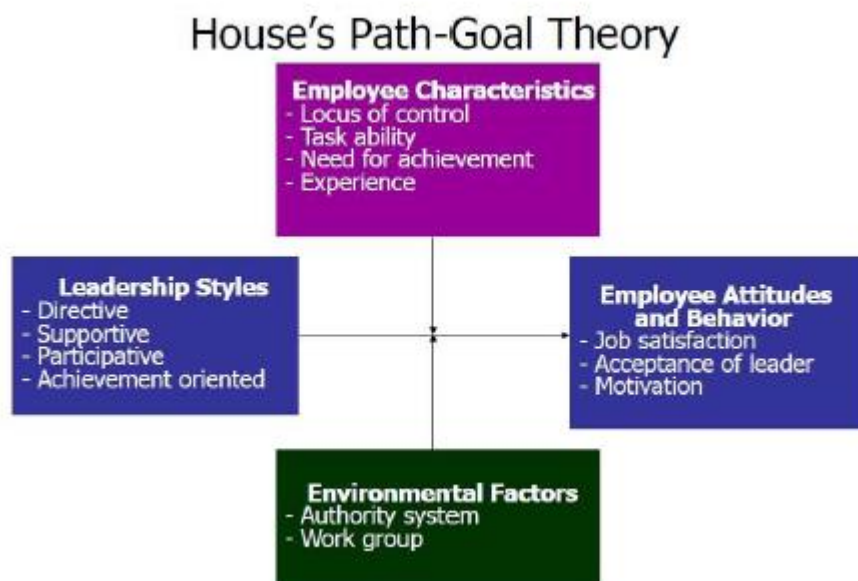 House's Path-Goal Theory
Employee Characteristics
- Locus of control
- Task ability
- Need for achievement
- Experience
Leadership Styles
- Directive
- Supportive
- Participative
- Achievement oriented
Employee Attitudes
and Behavior
- Job satisfaction
- Acceptance of leader
- Motivation
Environmental Factors
- Authority system
- Work group